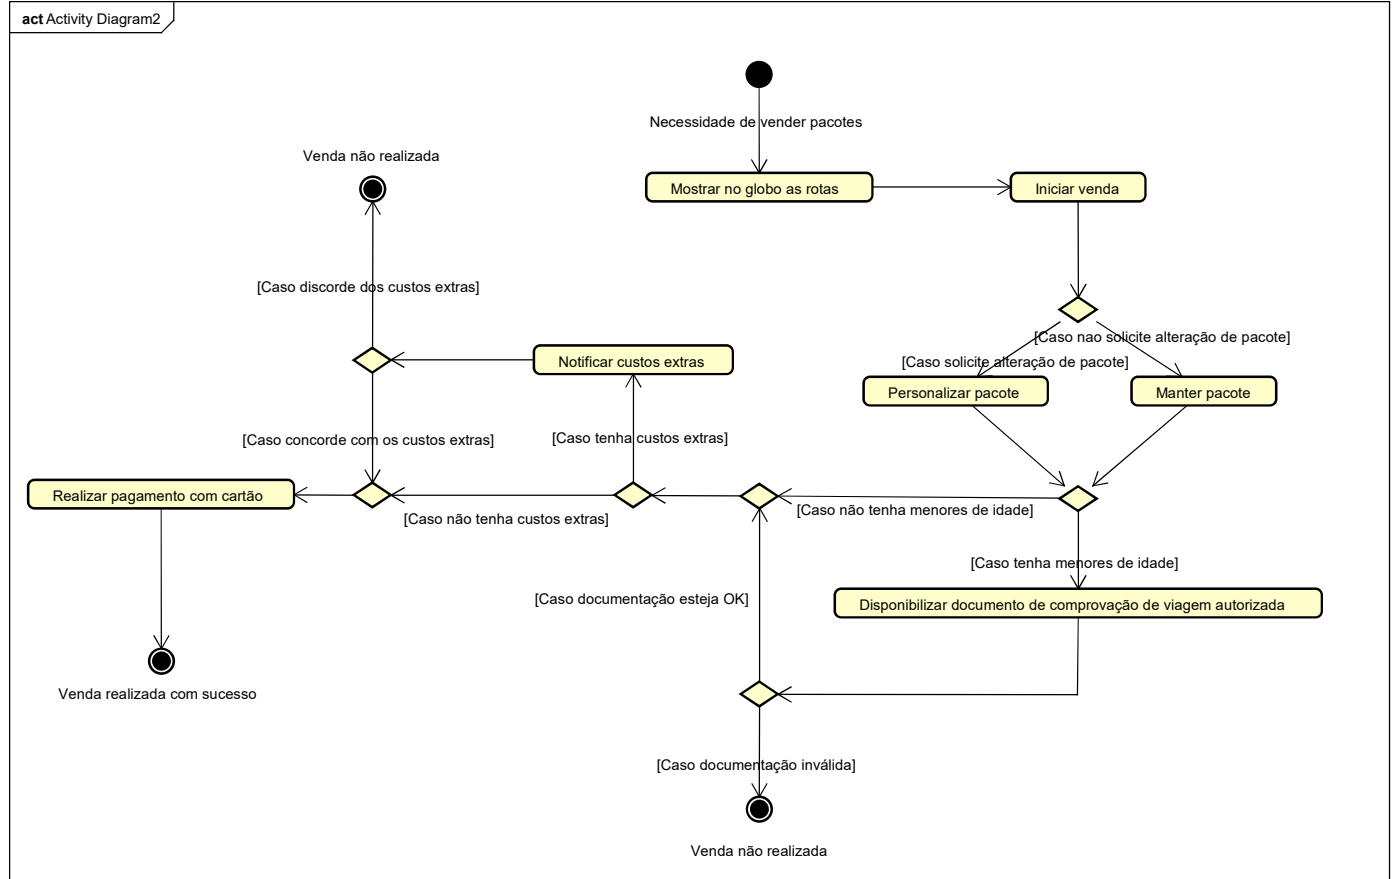 act Activity Diagram2
Necessidade de vender pacotes
Venda não realizada
Mostrar no globo as rotas
Iniciar venda
[Caso discorde dos custos extras]
[Caso nao solicite alteração de pacote]
[Caso solicite alteração de pacote]
Notificar custos extras
Personalizar pacote
Manter pacote
[Caso concorde com os custos extras]
[Caso tenha custos extras]
Realizar pagamento com cartão
[Caso não tenha custos extras]
[Caso não tenha menores de idade]
[Caso tenha menores de idade]
[Caso documentação esteja OK]
Disponibilizar documento de comprovação de viagem autorizada
Venda realizada com sucesso
[Caso documentação inválida]
Venda não realizada